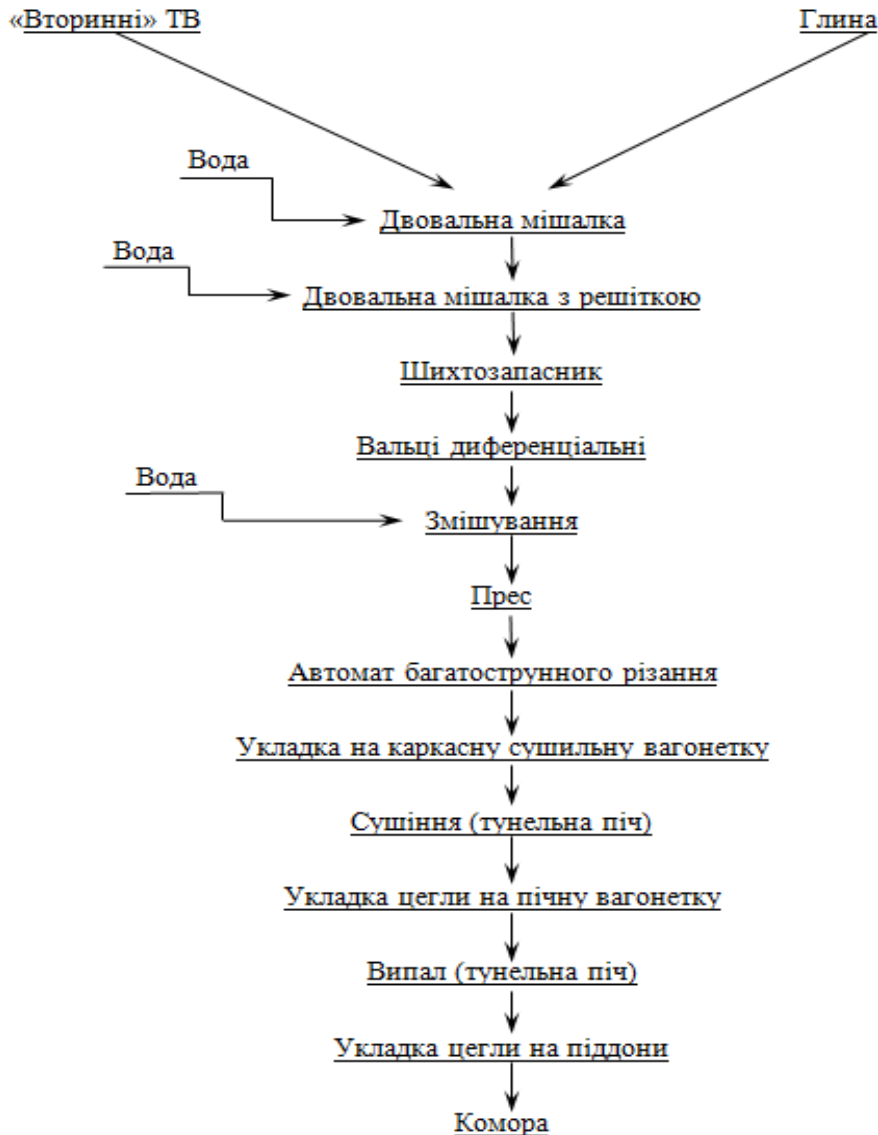 «Вторинні» ТВ
Глина
Вода
Двовальна мішалка
Вода
Двовальна мішалка з решіткою
Шихтозапасник
Вальці диференціальні
Вода
Змішування
Прес
Автомат багатострунного різання
Укладка на каркасну сушильну вагонетку
Сушіння (тунельна піч)
Укладка цегли на пічну вагонетку
Випал (тунельна піч)
Укладка цегли на піддони
Комора